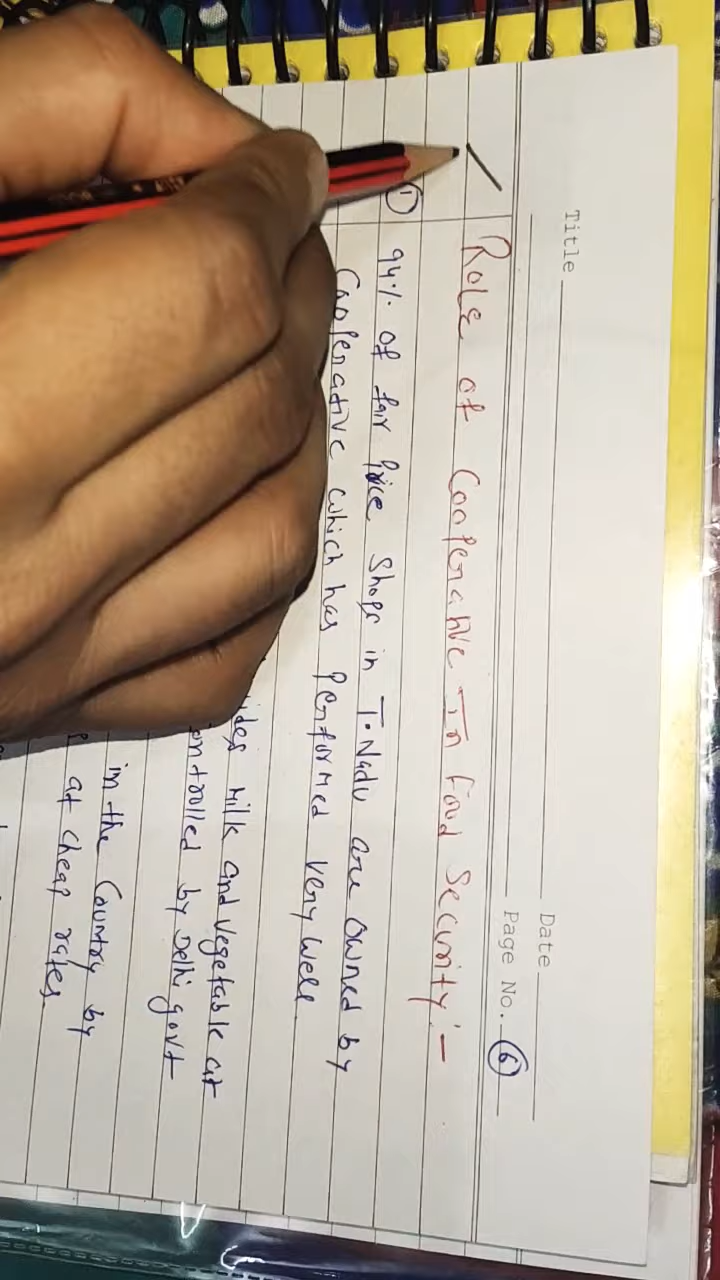 Title
Date
Page No. 6
Role of Cooperative In Food Security :-
① 94% of fair Price Shops in T.Nadu are owned by
Cooperative which has Performed very well.
Milk and vegetable at
controlled by Delhi govt
in the Country by
at cheap rates.